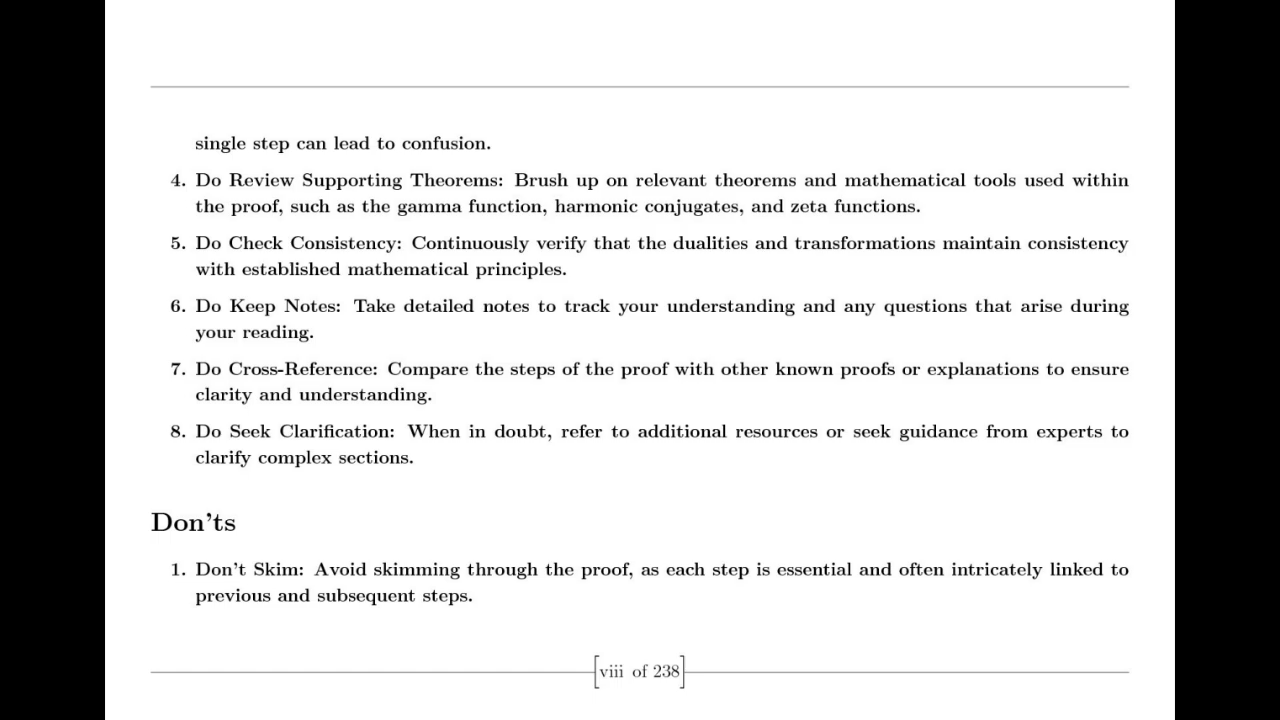 single step can lead to confusion.
4. Do Review Supporting Theorems: Brush up on relevant theorems and mathematical tools used within
the proof, such as the gamma function, harmonic conjugates, and zeta functions.
5. Do Check Consistency: Continuously verify that the dualities and transformations maintain consistency
with established mathematical principles.
6. Do Keep Notes: Take detailed notes to track your understanding and any questions that arise during
your reading.
7. Do Cross-Reference: Compare the steps of the proof with other known proofs or explanations to ensure
clarity and understanding.
8. Do Seek Clarification: When in doubt, refer to additional resources or seek guidance from experts to
clarify complex sections.
Don'ts
1. Don't Skim: Avoid skimming through the proof, as each step is essential and often intricately linked to
previous and subsequent steps.
[viii of 238]